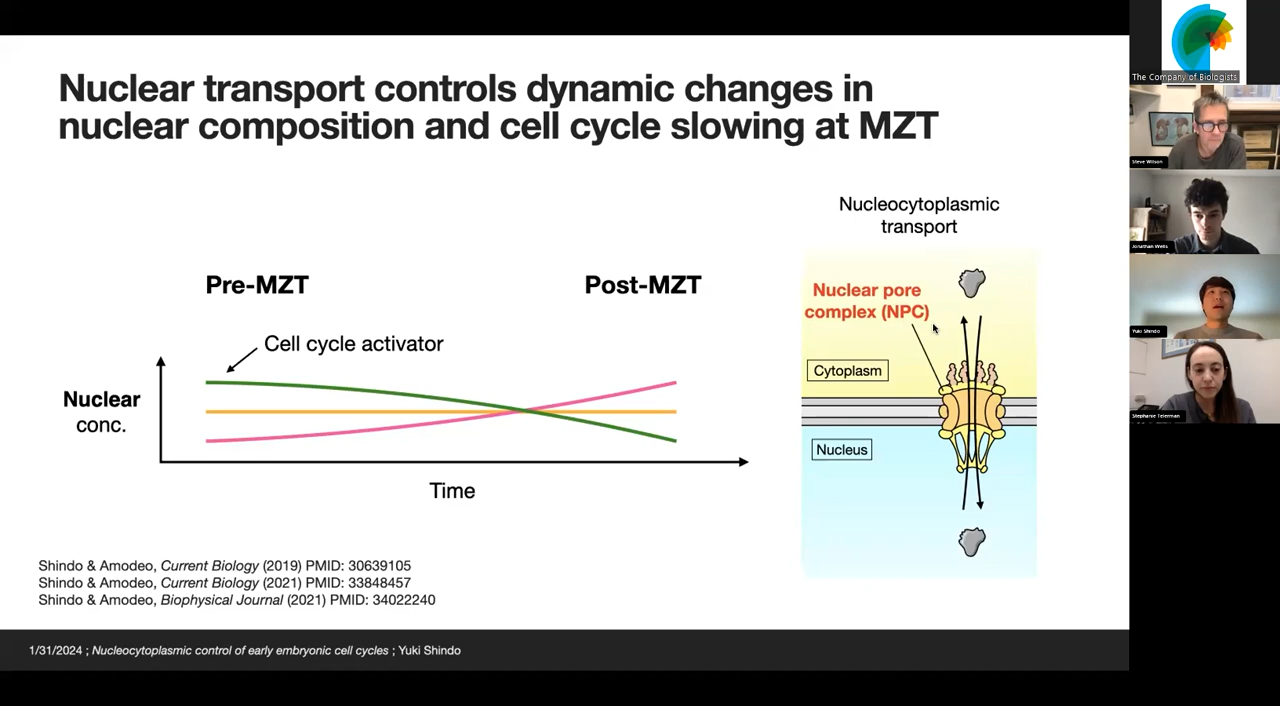 Nuclear transport controls dynamic changes in
nuclear composition and cell cycle slowing at MZT
Pre-MZT
Post-MZT
Cell cycle activator
Nuclear
conc.
Time
Nucleocytoplasmic
transport
Nuclear pore
complex (NPC)
Cytoplasm
Nucleus
Shindo & Amodeo, Current Biology (2019) PMID: 30639105
Shindo & Amodeo, Current Biology (2021) PMID: 33848457
Shindo & Amodeo, Biophysical Journal (2021) PMID: 34022240
1/31/2024 ; Nucleocytoplasmic control of early embryonic cell cycles ; Yuki Shindo
The Company of Biologists
Steve Wilson
Jonathan Wells
Yuki Shindo
Stephanie Telerman